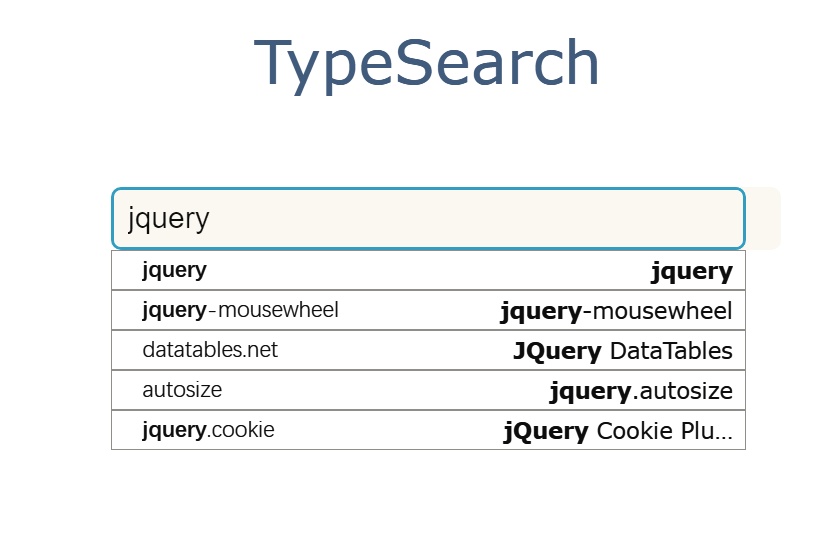 TypeSearch
jquery
jquery jquery
jquery-mousewheel jquery-mousewheel
datatables.net JQuery DataTables
autosize jquery.autosize
jquery.cookie jQuery Cookie Plu...